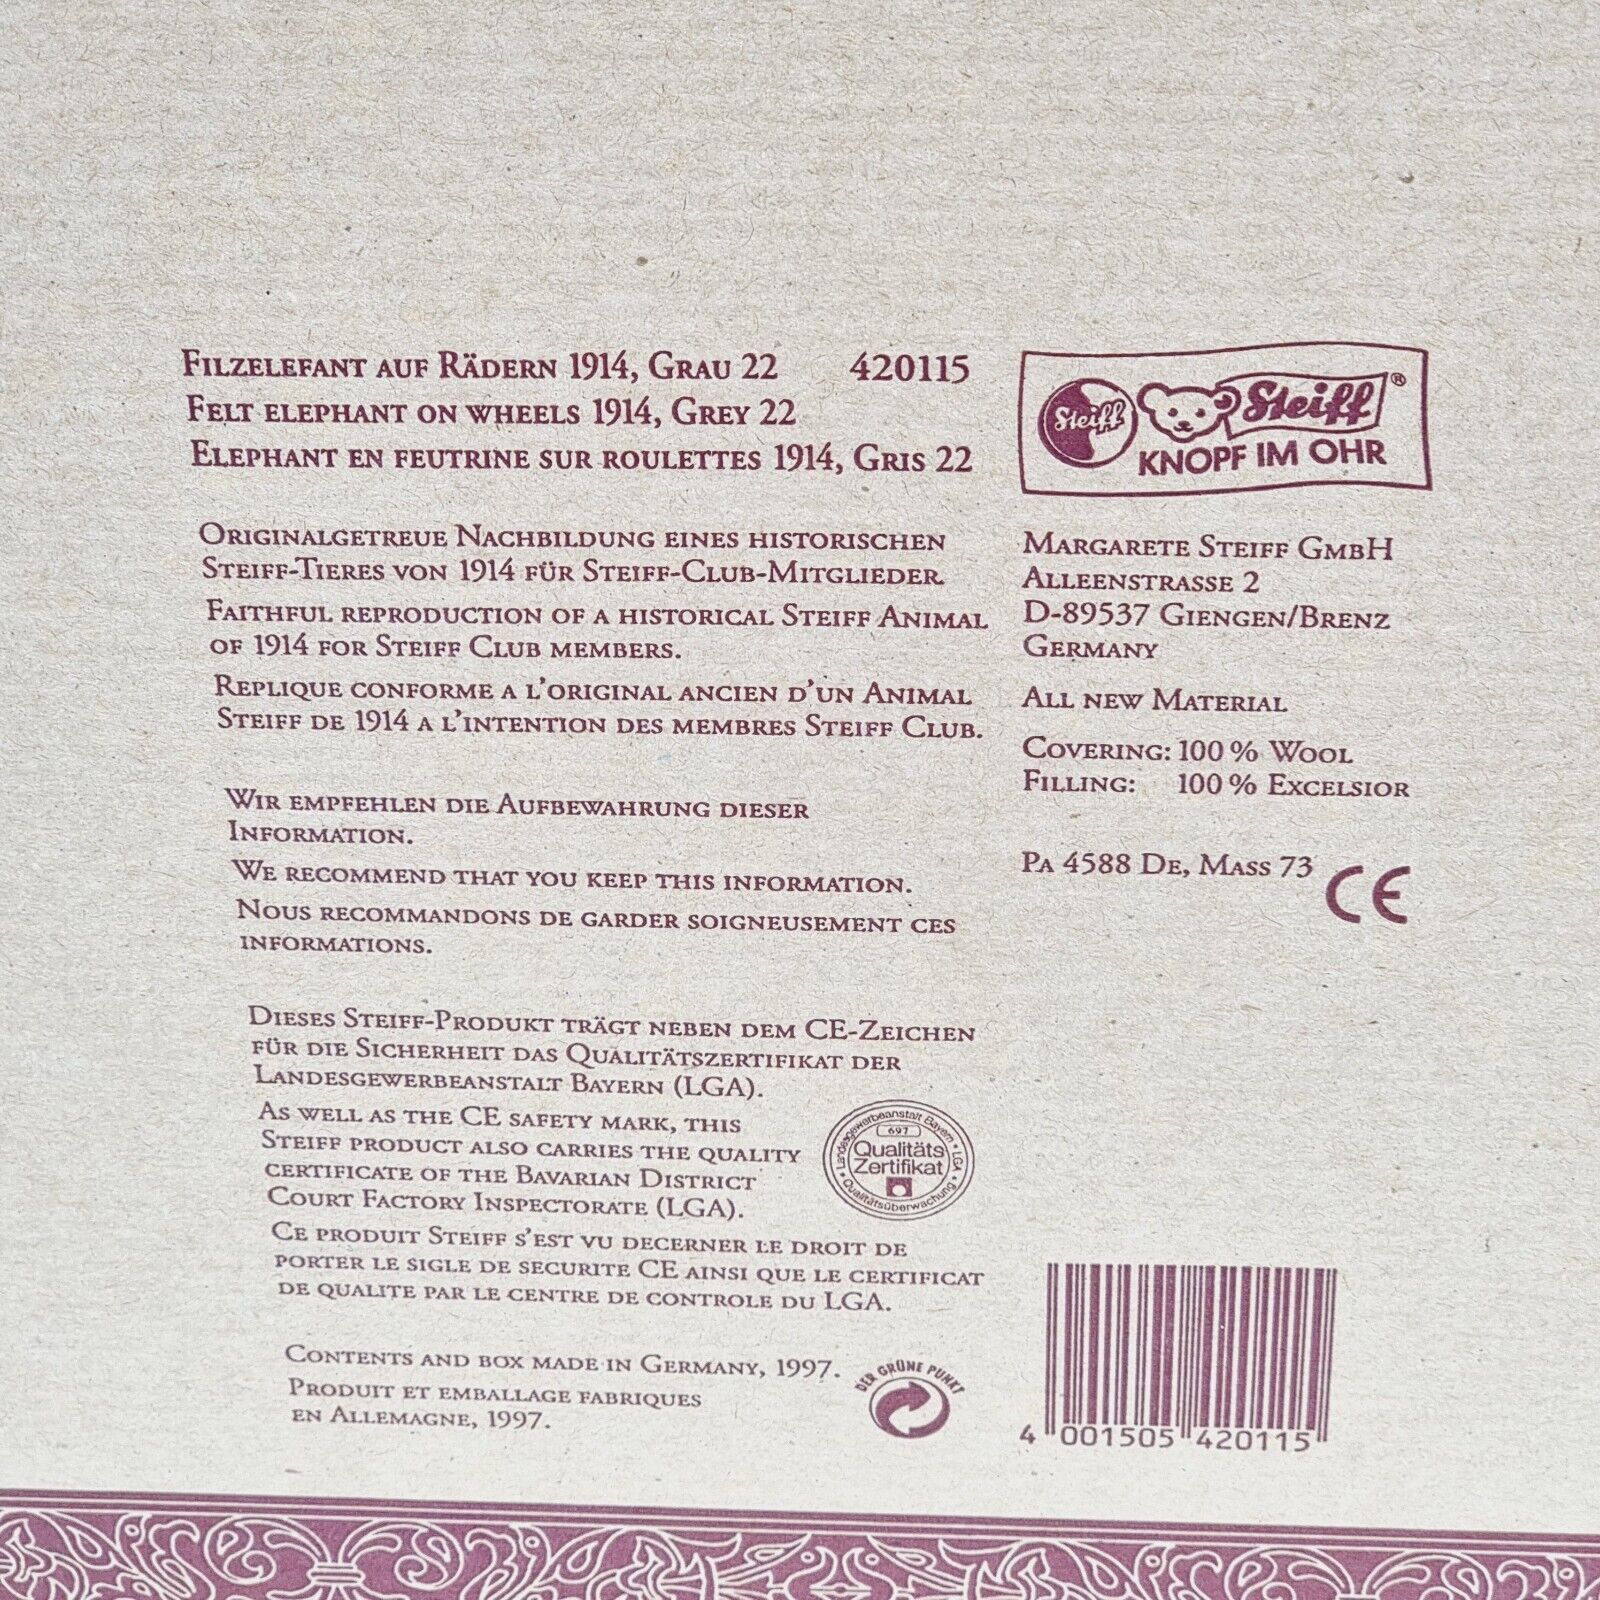 Filzelefant auf Rädern 1914, Grau 22 420115
Felt elephant on wheels 1914, Grey 22
Elephant en feutrine sur roulettes 1914, Gris 22
Steiff
Steiff®
KNOPF IM OHR
Originalgetreue Nachbildung eines historischen
Steiff-Tieres von 1914 für Steiff-Club-Mitglieder.
Faithful reproduction of a historical Steiff Animal
of 1914 for Steiff Club members.
Replique conforme a l'original ancien d'un Animal
Steiff de 1914 a l'intention des membres Steiff Club.
Margarete Steiff GmbH
Alleenstrasse 2
D-89537 Giengen/Brenz
Germany
All new Material
Covering: 100 % Wool
Filling: 100 % Excelsior
Pa 4588 De, Mass 73 CE
Wir empfehlen die Aufbewahrung dieser
Information.
We recommend that you keep this information.
Nous recommandons de garder soigneusement ces
informations.
Dieses Steiff-Produkt trägt neben dem CE-Zeichen
für die Sicherheit das Qualitätszertifikat der
Landesgewerbeanstalt Bayern (LGA).
As well as the CE safety mark, this
Steiff product also carries the quality
certificate of the Bavarian District
Court Factory Inspectorate (LGA).
Landesgewerbeanstalt Bayern • LGA
697
Qualitäts
Zertifikat
• Qualitätsüberwachung •
Ce produit Steiff s'est vu decerner le droit de
porter le sigle de securite CE ainsi que le certificat
de qualite par le centre de controle du LGA.
Contents and box made in Germany, 1997.
Produit et emballage fabriques
en Allemagne, 1997.
DER GRÜNE PUNKT
4 001505 420115